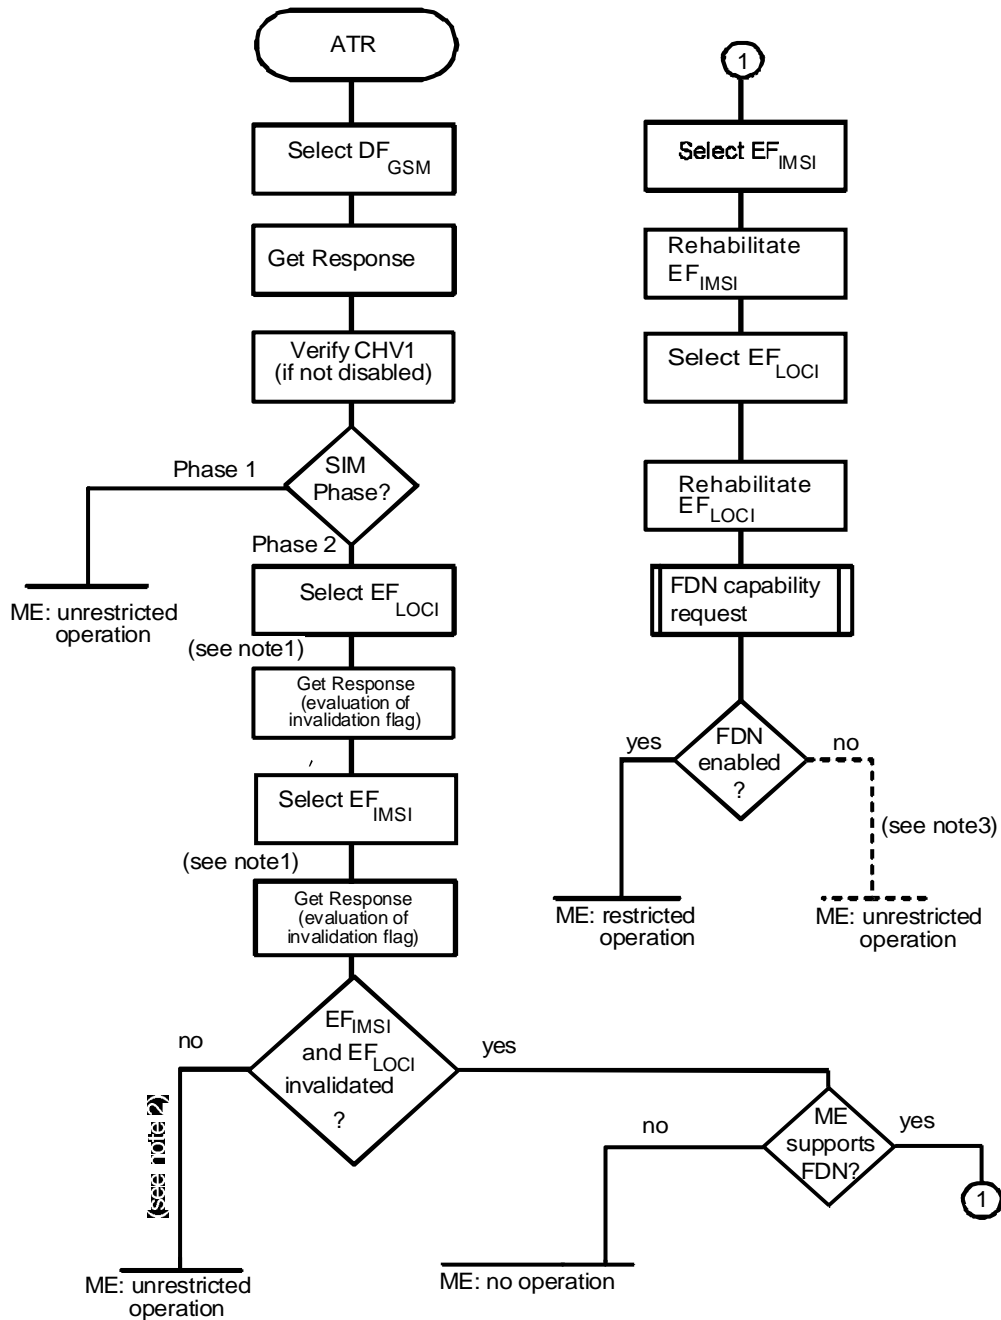 ATR
Select DF GSM
Get Response
Verify CHV1
(if not disabled)
Phase 1
SIM
Phase?
Phase 2
ME: unrestricted
operation
Select EF LOCI
(see note1)
Get Response
(evaluation of
invalidation flag)
Select EF IMSI
(see note1)
Get Response
(evaluation of
invalidation flag)
EF IMSI
and EF LOCI
invalidated
?
no
yes
(see note 2)
ME: unrestricted
operation
ME
supports
FDN?
no
yes
ME: no operation
1
1
Select EF IMSI
Rehabilitate
EF IMSI
Select EF LOCI
Rehabilitate
EF LOCI
FDN capability
request
FDN
enabled
?
yes
no
(see note3)
ME: restricted
operation
ME: unrestricted
operation